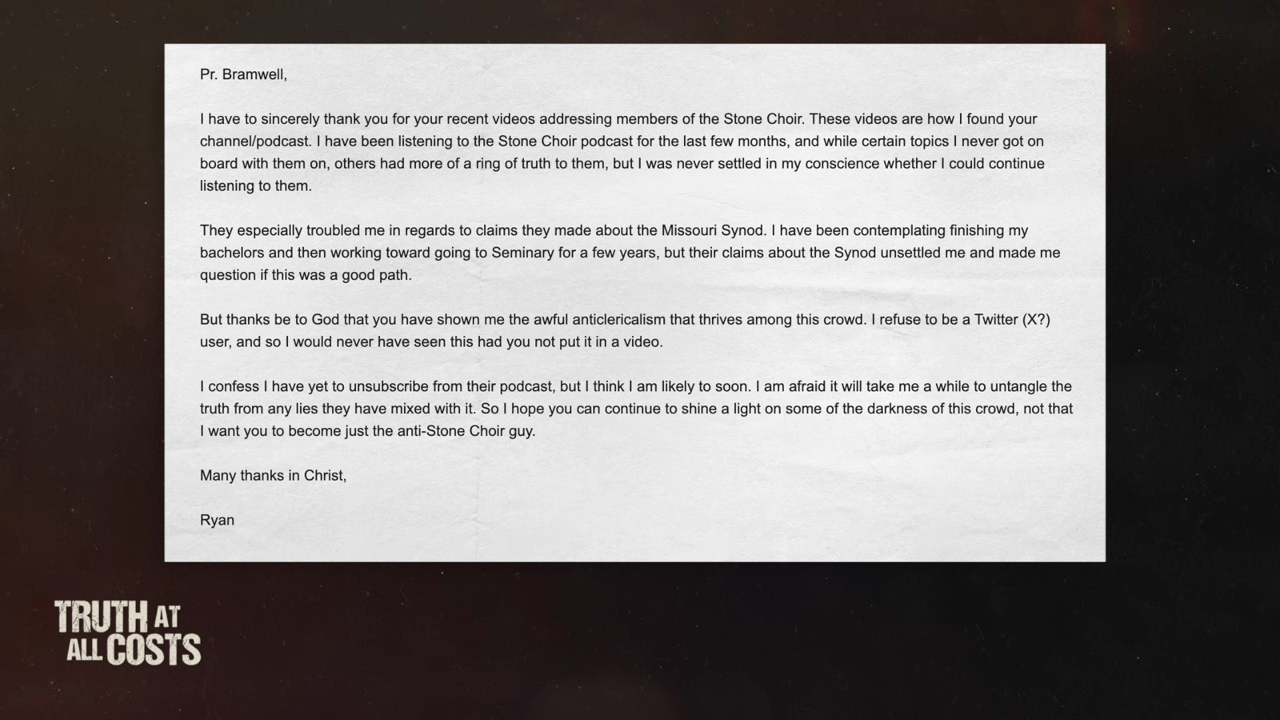 Pr. Bramwell,
I have to sincerely thank you for your recent videos addressing members of the Stone Choir. These videos are how I found your
channel/podcast. I have been listening to the Stone Choir podcast for the last few months, and while certain topics I never got on
board with them on, others had more of a ring of truth to them, but I was never settled in my conscience whether I could continue
listening to them.
They especially troubled me in regards to claims they made about the Missouri Synod. I have been contemplating finishing my
bachelors and then working toward going to Seminary for a few years, but their claims about the Synod unsettled me and made me
question if this was a good path.
But thanks be to God that you have shown me the awful anticlericalism that thrives among this crowd. I refuse to be a Twitter (X?)
user, and so I would never have seen this had you not put it in a video.
I confess I have yet to unsubscribe from their podcast, but I think I am likely to soon. I am afraid it will take me a while to untangle the
truth from any lies they have mixed with it. So I hope you can continue to shine a light on some of the darkness of this crowd, not that
I want you to become just the anti-Stone Choir guy.
Many thanks in Christ,
Ryan
TRUTH AT
ALL COSTS